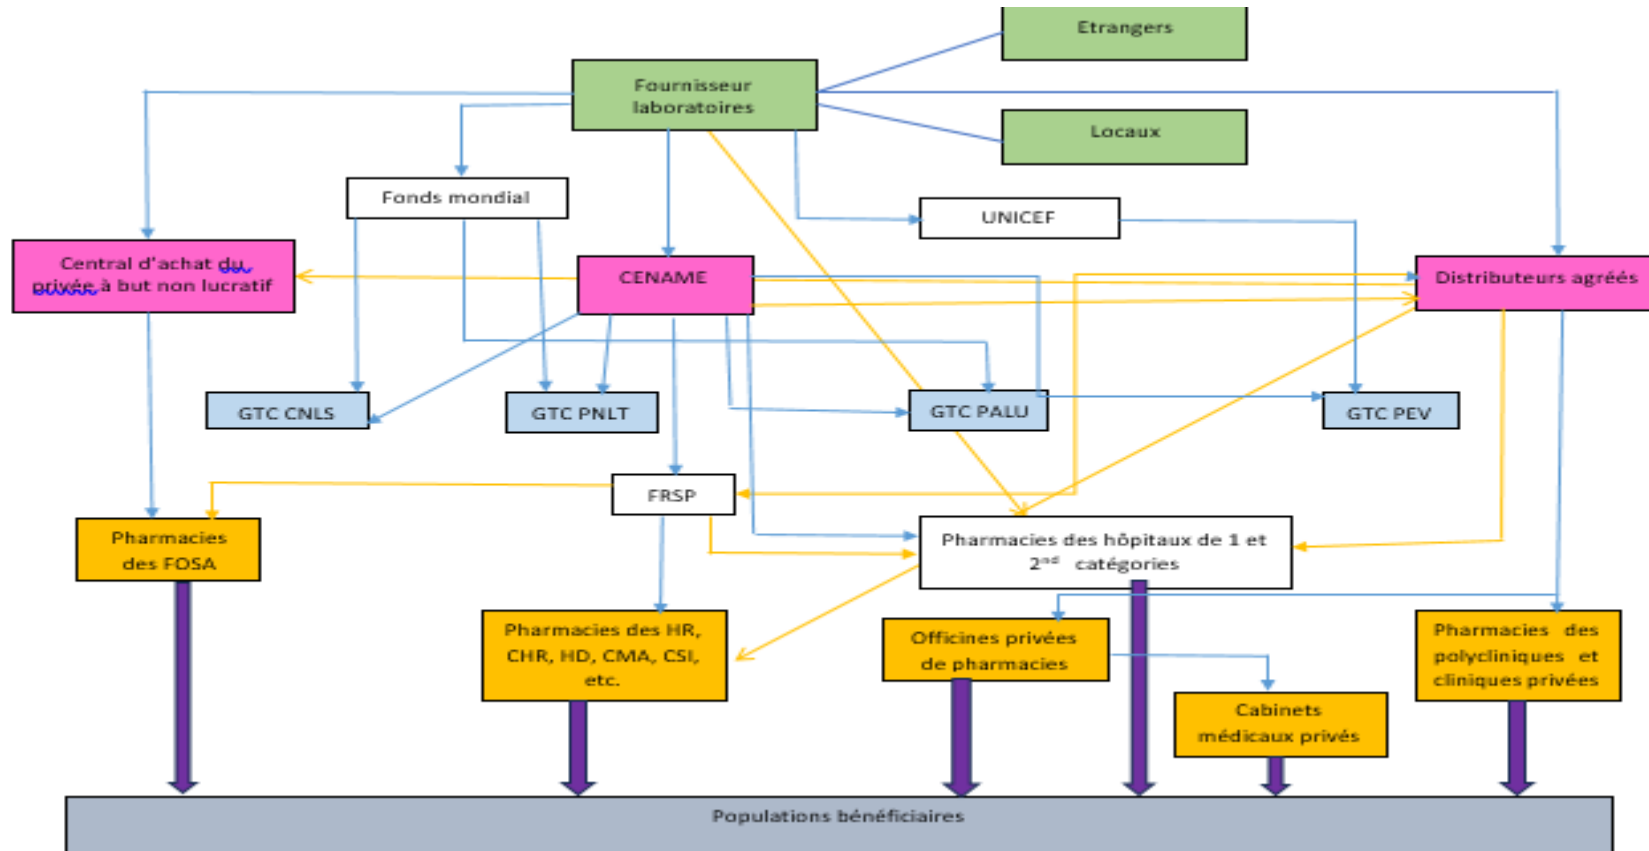 Etrangers
Fournisseur
laboratoires
Locaux
Fonds mondial
UNICEF
Central d'achat du
privée à but non lucratif
CENAME
Distributeurs agréés
GTC CNLS
GTC PNLT
GTC PALU
GTC PEV
FRSP
Pharmacies
des FOSA
Pharmacies des hôpitaux de 1 et
2nd catégories
Pharmacies des HR,
CHR, HD, CMA, CSI,
etc.
Officines privées
de pharmacies
Pharmacies des
polycliniques et
cliniques privées
Cabinets
médicaux privés
Populations bénéficiaires